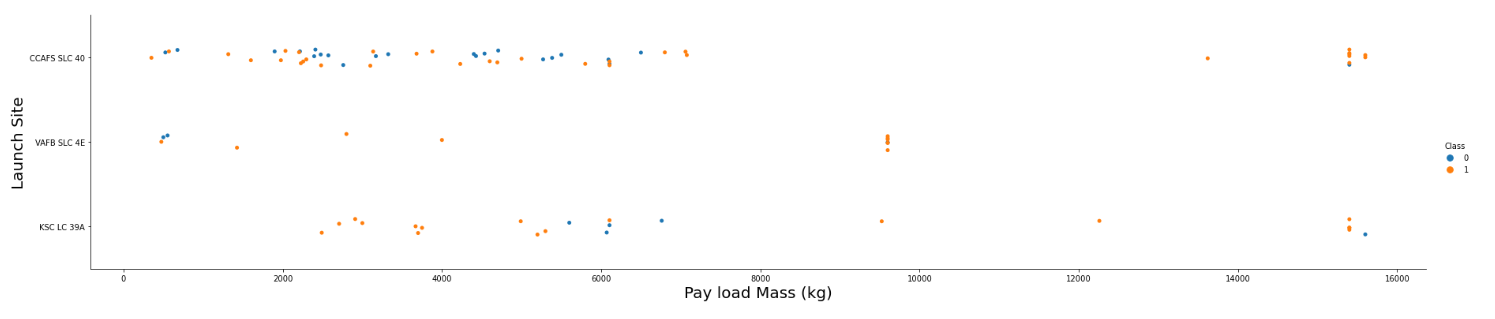 Launch Site
CCAFS SLC 40
VAFB SLC 4E
KSC LC 39A
0 2000 4000 6000 8000 10000 12000 14000 16000
Pay load Mass (kg)
Class
0
1